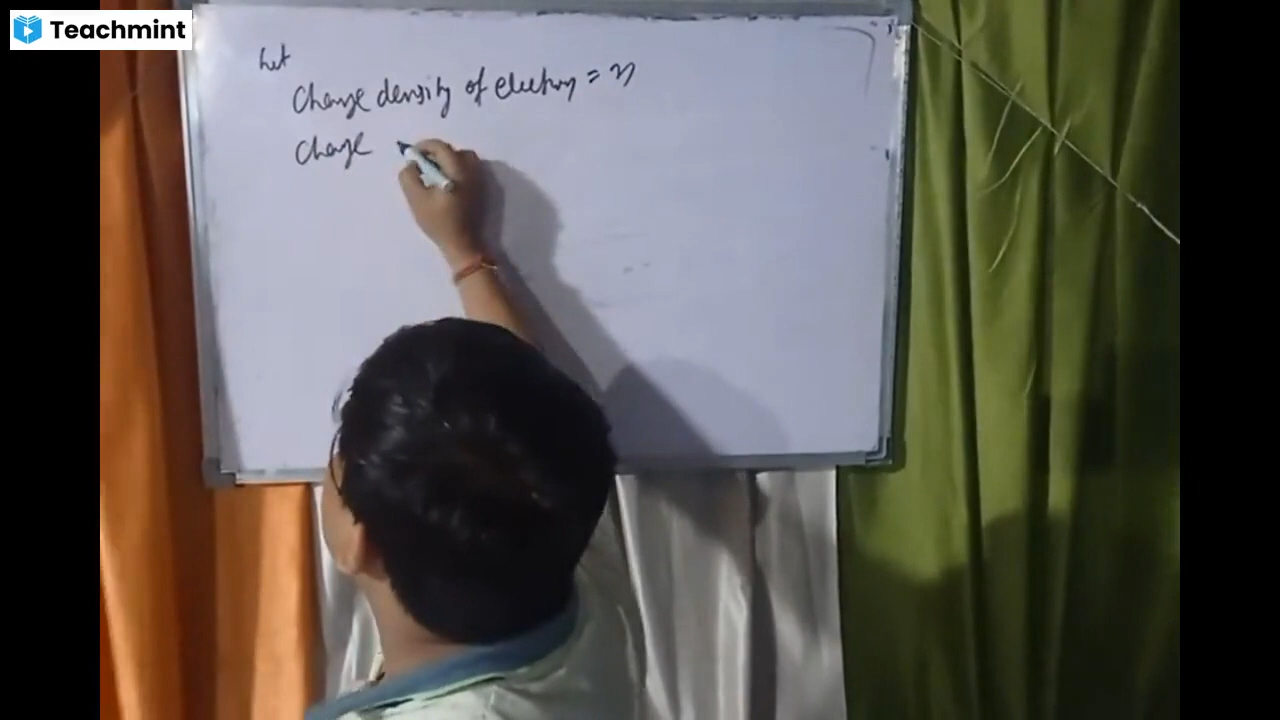 Teachmint
Let
Charge density of electron = n
Charge